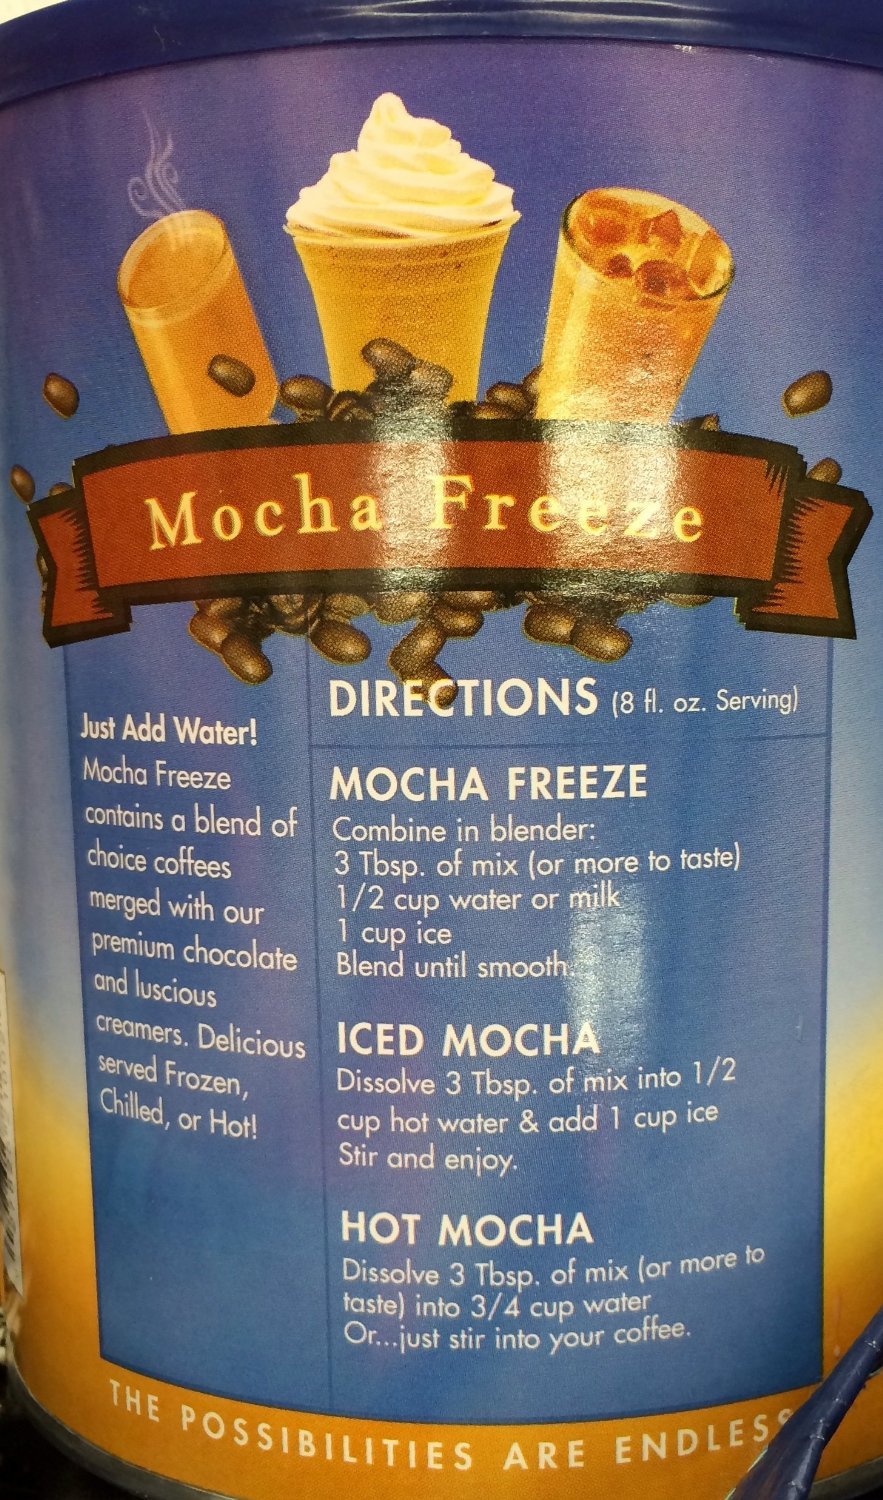 Mocha Freeze
Just Add Water!
Mocha Freeze
contains a blend of
choice coffees
merged with our
premium chocolate
and luscious
creamers. Delicious
served Frozen,
Chilled, or Hot!
DIRECTIONS (8 fl. oz. Serving)
MOCHA FREEZE
Combine in blender:
3 Tbsp. of mix (or more to taste)
1/2 cup water or milk
1 cup ice
Blend until smooth.
ICED MOCHA
Dissolve 3 Tbsp. of mix into 1/2
cup hot water & add 1 cup ice
Stir and enjoy.
HOT MOCHA
Dissolve 3 Tbsp. of mix (or more to
taste) into 3/4 cup water
Or...just stir into your coffee.
THE POSSIBILITIES ARE ENDLESS